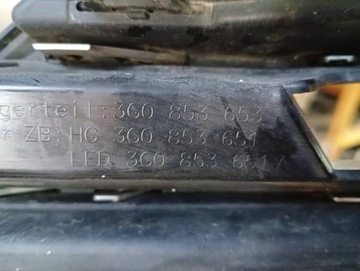 gerteil:3G0 853 653
* ZB:HG 3G0 853 651
LED 3G0 853 651 A